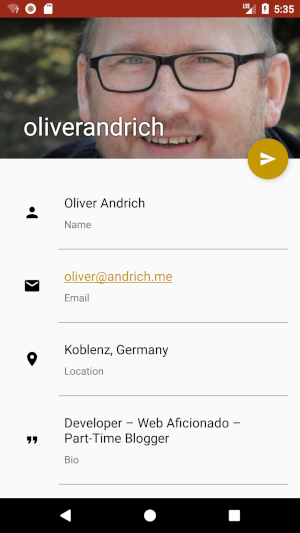 LTE 5:35
oliverandrich
Oliver Andrich
Name
oliver@andrich.me
Email
Koblenz, Germany
Location
Developer – Web Aficionado –
Part-Time Blogger
Bio